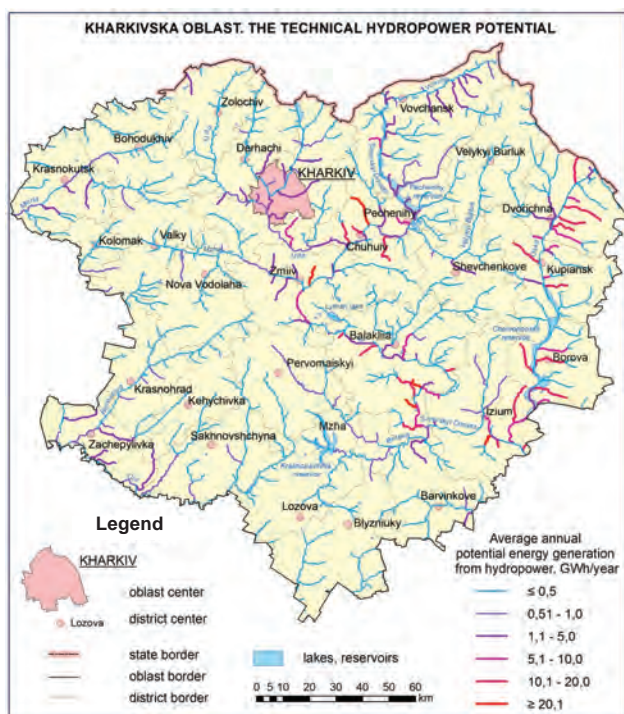 KHARKIVSKA OBLAST. THE TECHNICAL HYDROPOWER POTENTIAL
Zolochiv
Vovchansk
Bohodukhiv
Derhachi
Velyky Burluk
Krasnokutsk
KHARKIV
Pechenihy
Dvorichna
Kolomak
Valky
Chuhuiv
Zmiiv
Shevchenkove
Kupiansk
Nova Vodolaha
Balakliia
Pervomaiskyi
Borova
Krasnohrad
Kehychivka
Izium
Mzha
Zachepylivka
Sakhnovshchyna
Krasnopavlivka
reservoir
Barvinkove
Lozova
Blyzniuky
Legend
KHARKIV
oblast center
Lozova
district center
state border
oblast border
district border
lakes, reservoirs
0 5 10 20 30 40 50 60
km
Average annual
potential energy generation
from hydropower, GWh/year
≤ 0,5
0,51 - 1,0
1,1 - 5,0
5,1 - 10,0
10,1 - 20,0
≥ 20,1